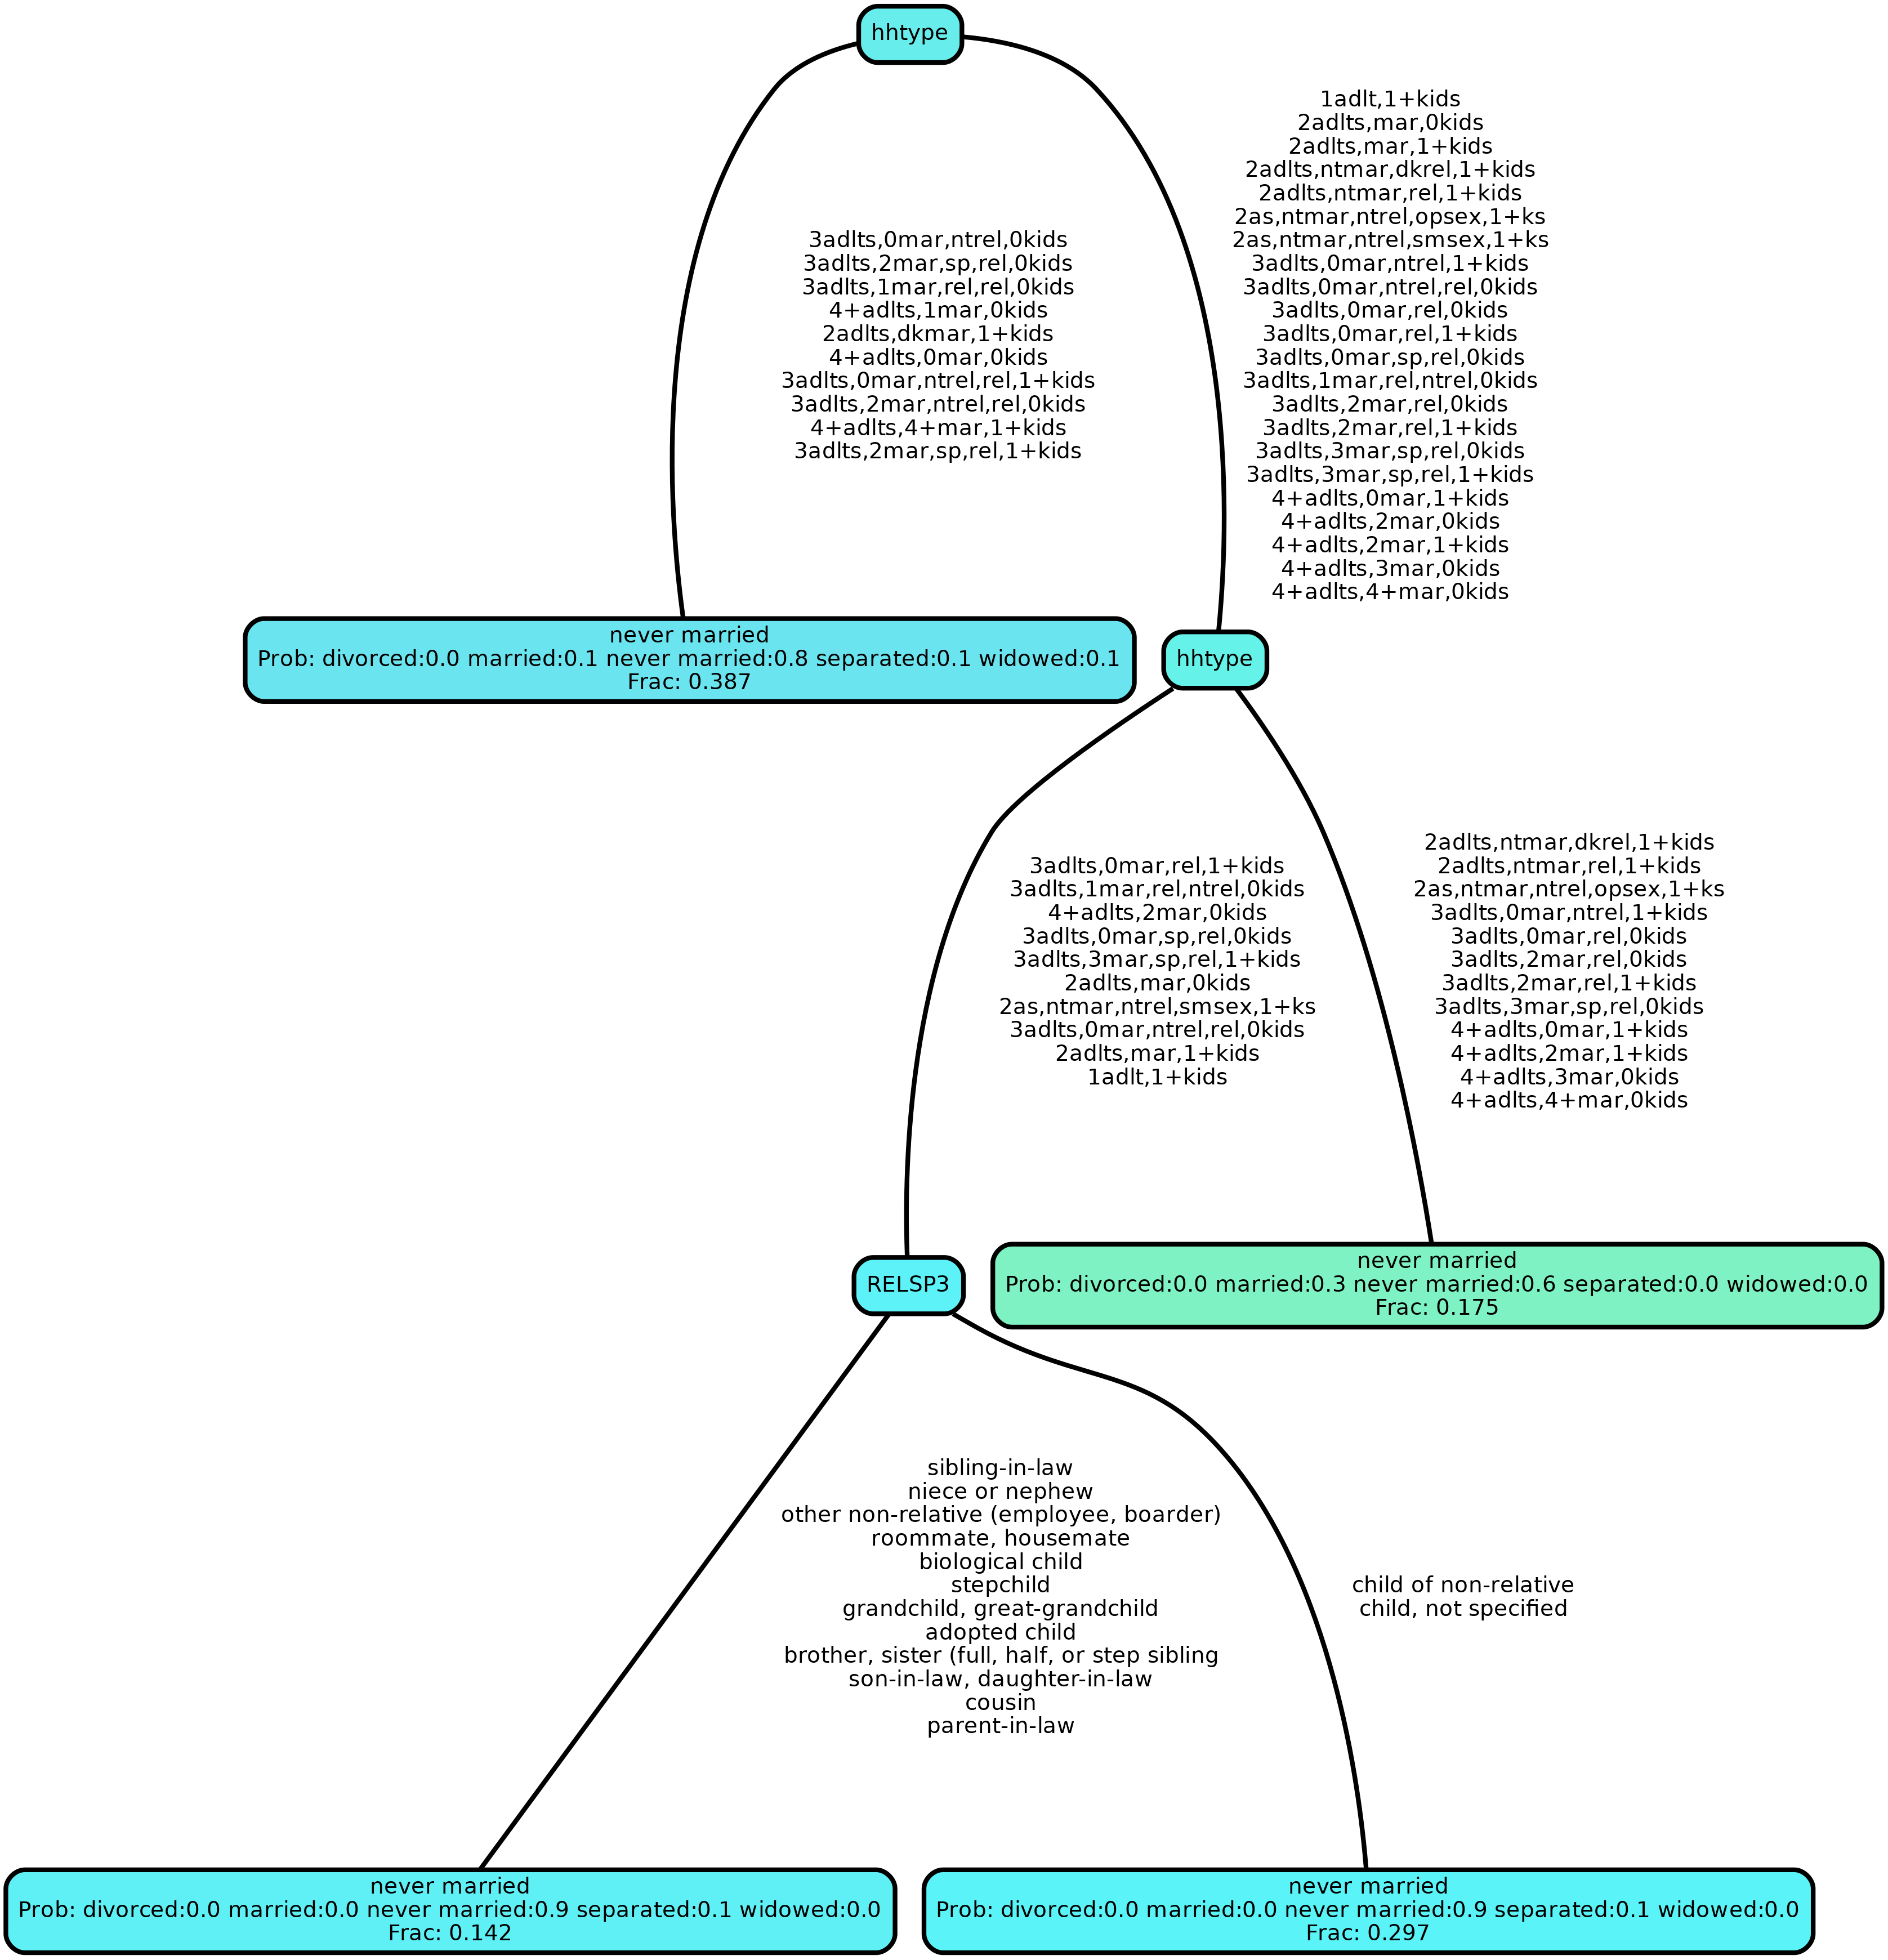 hhtype
1adlt,1+kids
2adlts,mar,0kids
2adlts,mar,1+kids
2adlts,ntmar,dkrel,1+kids
2adlts,ntmar,rel,1+kids
2as,ntmar,ntrel,opsex,1+ks
2as,ntmar,ntrel,smsex,1+ks
3adlts,0mar,ntrel,1+kids
3adlts,0mar,ntrel,rel,0kids
3adlts,0mar,rel,0kids
3adlts,0mar,rel,1+kids
3adlts,0mar,sp,rel,0kids
3adlts,1mar,rel,ntrel,0kids
3adlts,2mar,rel,0kids
3adlts,2mar,rel,1+kids
3adlts,3mar,sp,rel,0kids
3adlts,3mar,sp,rel,1+kids
4+adlts,0mar,1+kids
4+adlts,2mar,0kids
4+adlts,2mar,1+kids
4+adlts,3mar,0kids
4+adlts,4+mar,0kids
3adlts,0mar,ntrel,0kids
3adlts,2mar,sp,rel,0kids
3adlts,1mar,rel,rel,0kids
4+adlts,1mar,0kids
2adlts,dkmar,1+kids
4+adlts,0mar,0kids
3adlts,0mar,ntrel,rel,1+kids
3adlts,2mar,ntrel,rel,0kids
4+adlts,4+mar,1+kids
3adlts,2mar,sp,rel,1+kids
never married
Prob: divorced:0.0 married:0.1 never married:0.8 separated:0.1 widowed:0.1
Frac: 0.387
hhtype
3adlts,0mar,rel,1+kids
3adlts,1mar,rel,ntrel,0kids
4+adlts,2mar,0kids
3adlts,0mar,sp,rel,0kids
3adlts,3mar,sp,rel,1+kids
2adlts,mar,0kids
2as,ntmar,ntrel,smsex,1+ks
3adlts,0mar,ntrel,rel,0kids
2adlts,mar,1+kids
1adlt,1+kids
2adlts,ntmar,dkrel,1+kids
2adlts,ntmar,rel,1+kids
2as,ntmar,ntrel,opsex,1+ks
3adlts,0mar,ntrel,1+kids
3adlts,0mar,rel,0kids
3adlts,2mar,rel,0kids
3adlts,2mar,rel,1+kids
3adlts,3mar,sp,rel,0kids
4+adlts,0mar,1+kids
4+adlts,2mar,1+kids
4+adlts,3mar,0kids
4+adlts,4+mar,0kids
RELSP3
never married
Prob: divorced:0.0 married:0.3 never married:0.6 separated:0.0 widowed:0.0
Frac: 0.175
sibling-in-law
niece or nephew
other non-relative (employee, boarder)
roommate, housemate
biological child
stepchild
grandchild, great-grandchild
adopted child
brother, sister (full, half, or step sibling
son-in-law, daughter-in-law
cousin
parent-in-law
child of non-relative
child, not specified
never married
Prob: divorced:0.0 married:0.0 never married:0.9 separated:0.1 widowed:0.0
Frac: 0.142
never married
Prob: divorced:0.0 married:0.0 never married:0.9 separated:0.1 widowed:0.0
Frac: 0.297